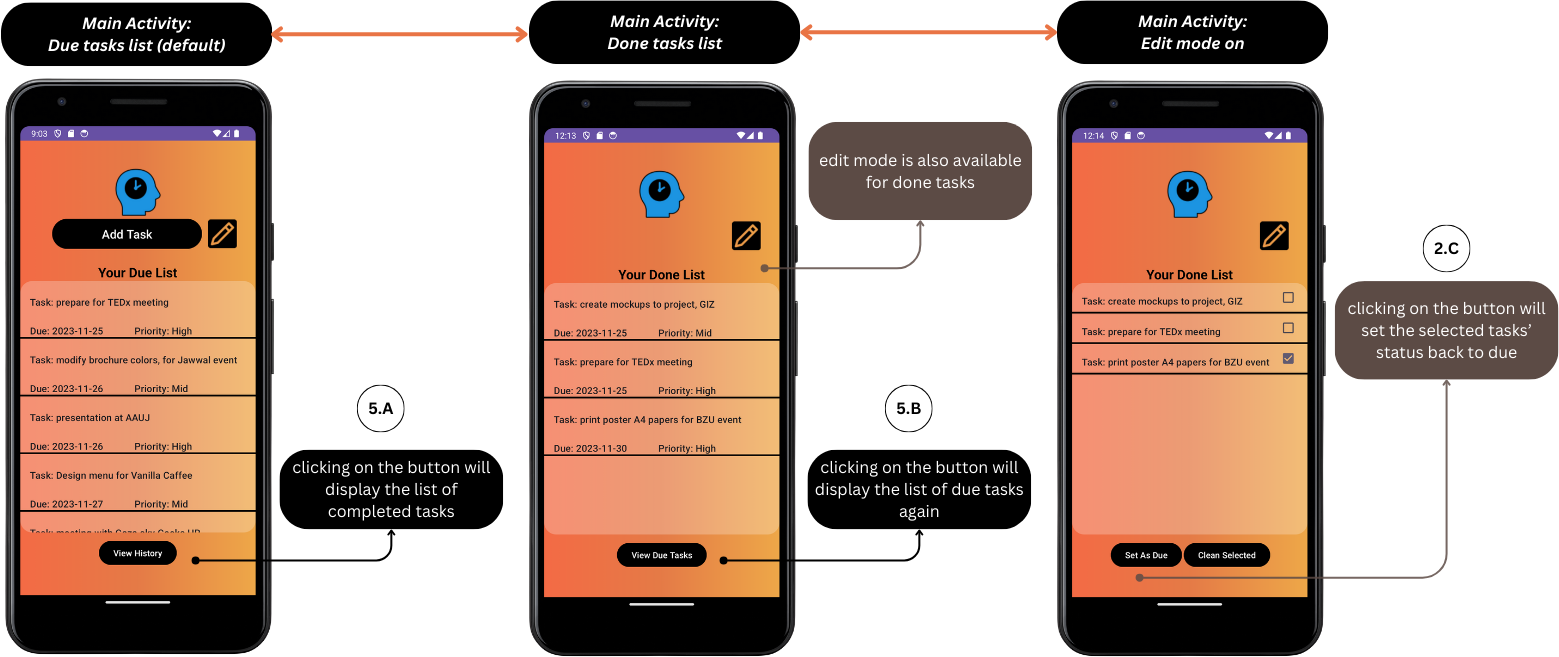 Main Activity:
Due tasks list (default)
Main Activity:
Done tasks list
Main Activity:
Edit mode on
9:03
Add Task
Your Due List
Task: prepare for TEDx meeting
Due: 2023-11-25 Priority: High
Task: modify brochure colors, for Jawwal event
Due: 2023-11-26 Priority: Mid
Task: presentation at AAUJ
Due: 2023-11-26 Priority: High
Task: Design menu for Vanilla Caffee
Due: 2023-11-27 Priority: Mid
Task: meeting with Gaza sky Geeks HR
View History
5.A
clicking on the button will
display the list of
completed tasks
12:13
Your Done List
Task: create mockups to project, GIZ
Due: 2023-11-25 Priority: Mid
Task: prepare for TEDx meeting
Due: 2023-11-25 Priority: High
Task: print poster A4 papers for BZU event
Due: 2023-11-30 Priority: High
View Due Tasks
edit mode is also available
for done tasks
5.B
clicking on the button will
display the list of due tasks
again
12:14
Your Done List
Task: create mockups to project, GIZ
Task: prepare for TEDx meeting
Task: print poster A4 papers for BZU event
Set As Due Clean Selected
2.C
clicking on the button will
set the selected tasks’
status back to due